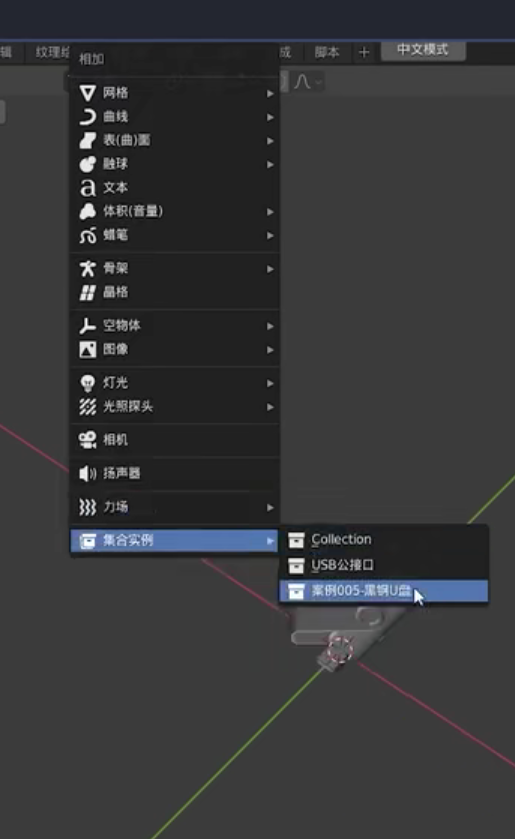 辑 纹理绘 成 脚本 + 中文模式
相加
网格
曲线
表(曲)面
融球
文本
体积(音量)
蜡笔
骨架
晶格
空物体
图像
灯光
光照探头
相机
扬声器
力场
集合实例
Collection
USB公接口
案例005-黑钢U盘